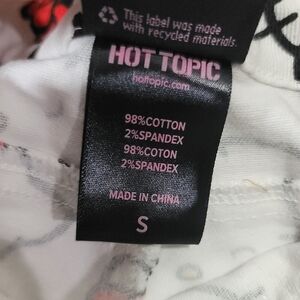 This label was made
with recycled materials.
HOT TOPIC
hottopic.com
98%COTTON
2%SPANDEX
98%COTON
2%SPANDEX
MADE IN CHINA
S